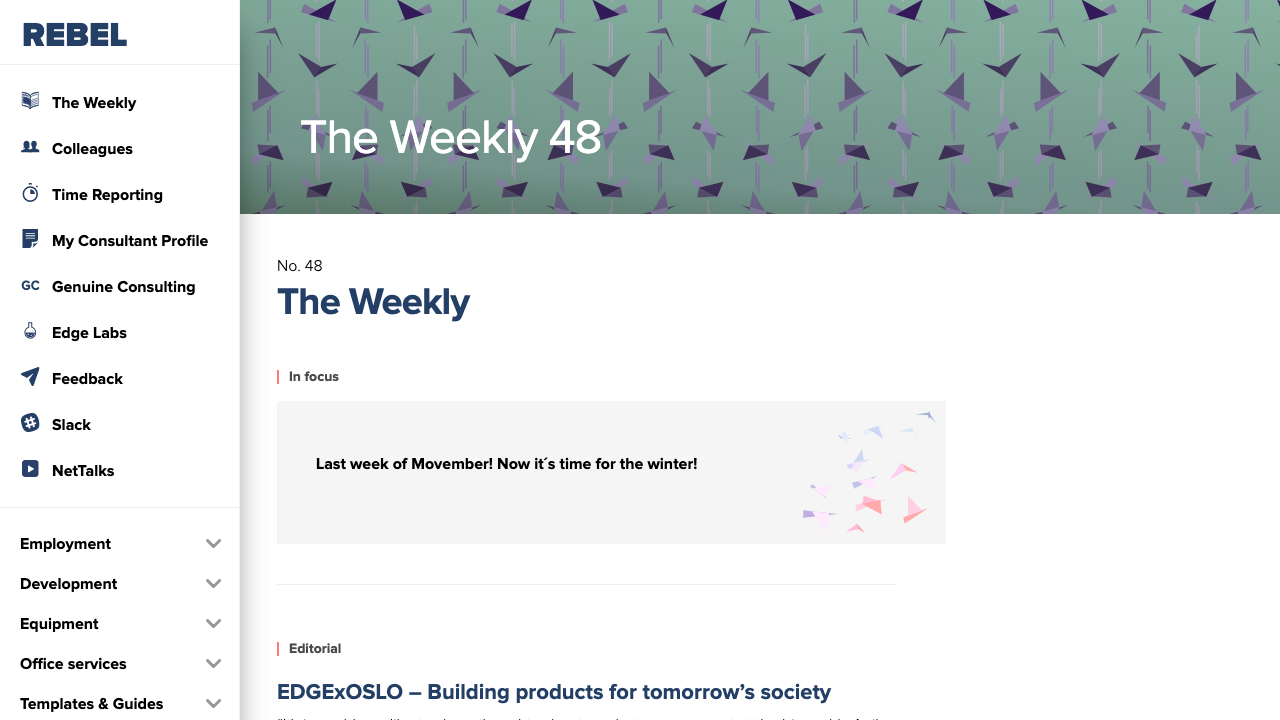 REBEL
The Weekly
Colleagues
Time Reporting
My Consultant Profile
GC Genuine Consulting
Edge Labs
Feedback
Slack
NetTalks
Employment
Development
Equipment
Office services
Templates & Guides
The Weekly 48
No. 48
The Weekly
In focus
Last week of Movember! Now it´s time for the winter!
Editorial
EDGExOSLO – Building products for tomorrow’s society